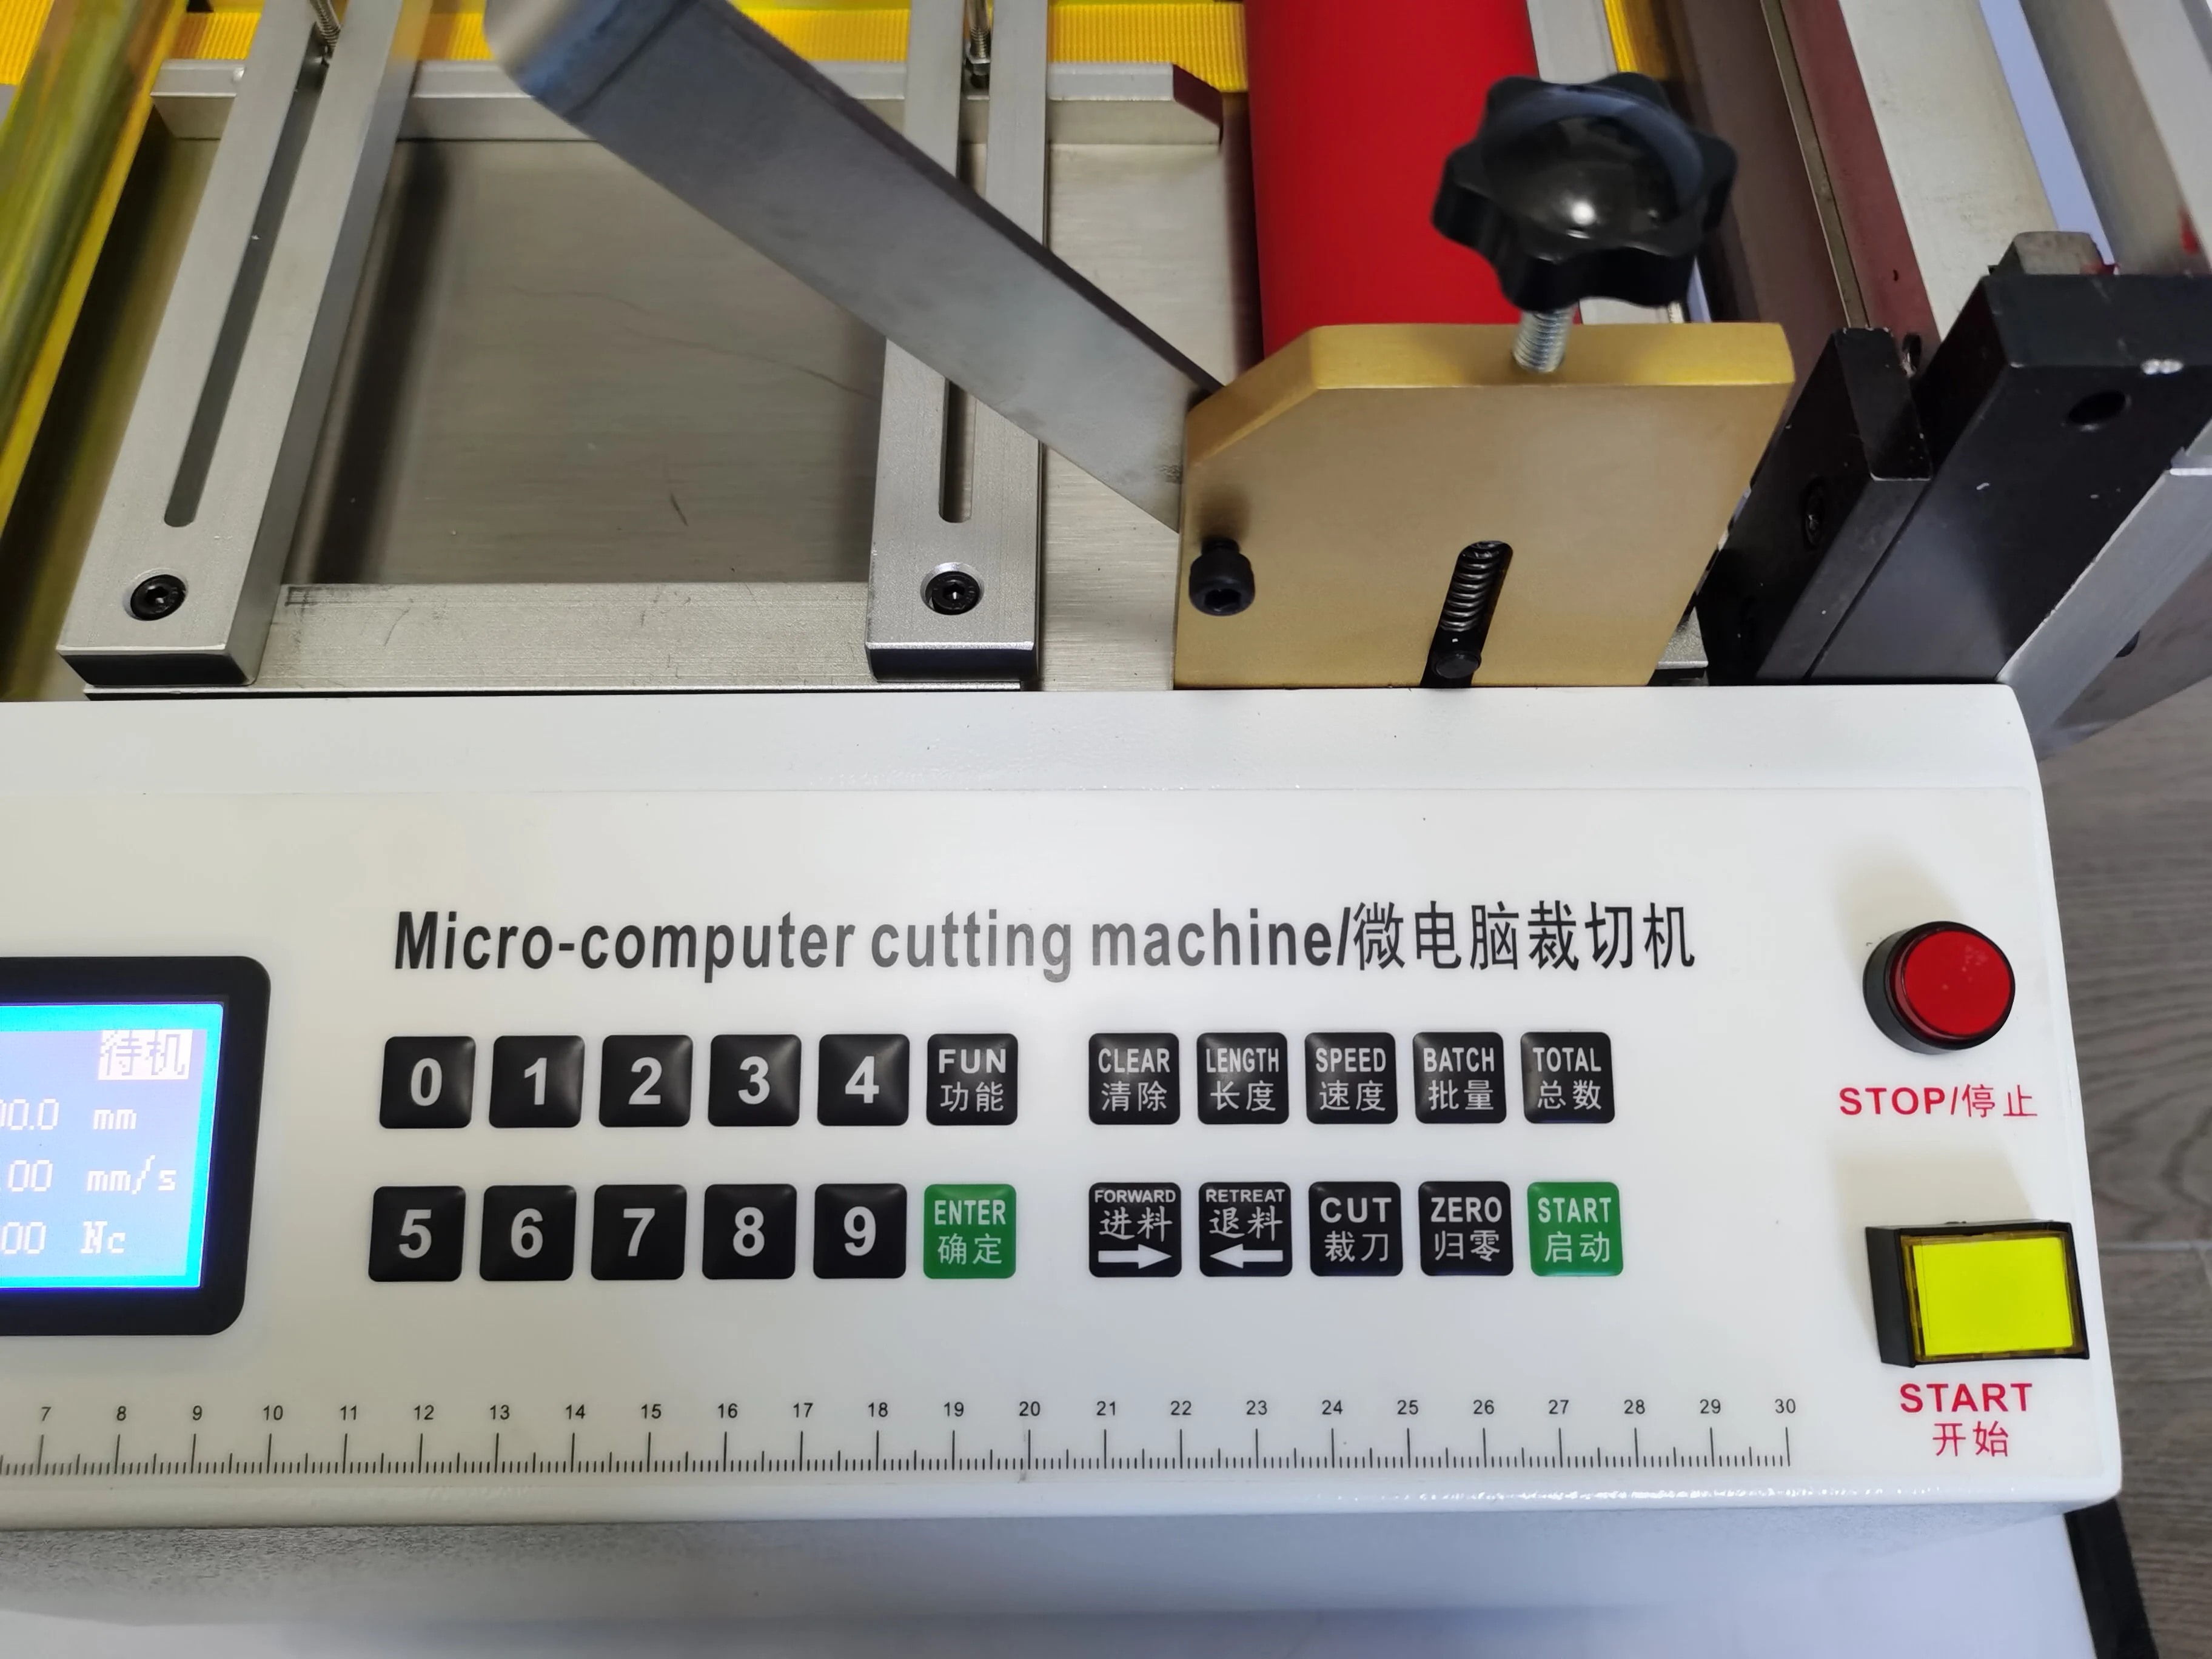 Micro-computer cutting machine/微电脑裁切机
待机
00.0 mm
.00 mm/s
00 Nc
0 1 2 3 4 FUN 功能
CLEAR 清除 LENGTH 长度 SPEED 速度 BATCH 批量 TOTAL 总数
5 6 7 8 9 ENTER 确定
FORWARD 进料 RETREAT 退料 CUT 裁刀 ZERO 归零 START 启动
STOP/停止
START
开始
7 8 9 10 11 12 13 14 15 16 17 18 19 20 21 22 23 24 25 26 27 28 29 30